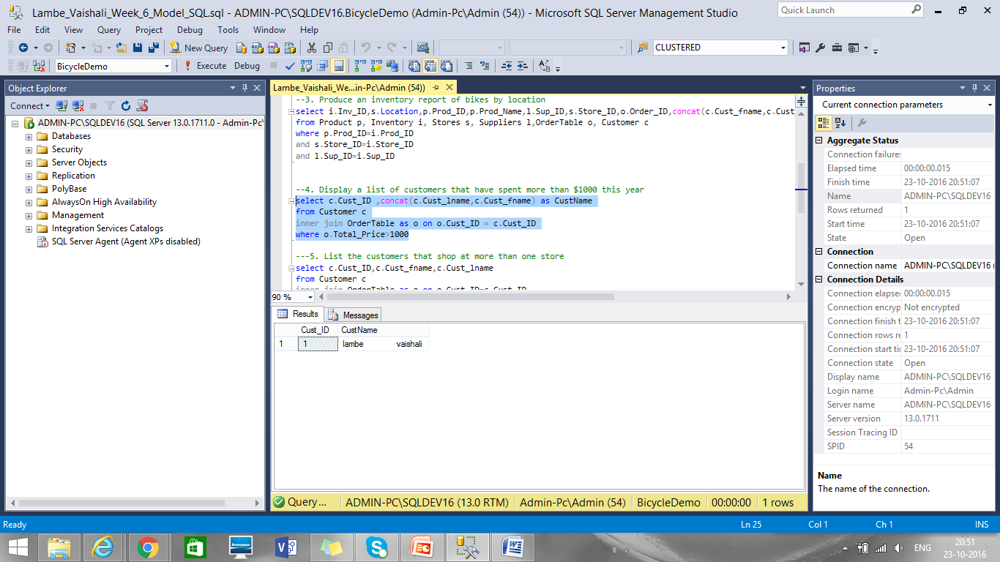 Lambe_Vaishali_Week_6_Model_SQL.sql - ADMIN-PC\SQLDEV16.BicycleDemo (Admin-Pc\Admin (54)) - Microsoft SQL Server Management Studio
Quick Launch
File Edit View Query Project Debug Tools Window Help
New Query
CLUSTERED
BicycleDemo
Execute Debug
Object Explorer
Connect
ADMIN-PC\SQLDEV16 (SQL Server 13.0.1711.0 - Admin-Pc\
Databases
Security
Server Objects
Replication
PolyBase
AlwaysOn High Availability
Management
Integration Services Catalogs
SQL Server Agent (Agent XPs disabled)
Lambe_Vaishali_We...in-Pc\Admin (54))
--3. Produce an inventory report of bikes by location
select i.Inv_ID,s.Location,p.Prod_ID,p.Prod_Name,l.Sup_ID,s.Store_ID,o.Order_ID,concat(c.Cust_fname,c.Cust
from Product p, Inventory i, Stores s, Suppliers l,OrderTable o, Customer c
where p.Prod_ID=i.Prod_ID
and s.Store_ID=i.Store_ID
and l.Sup_ID=i.Sup_ID
--4. Display a list of customers that have spent more than $1000 this year
select c.Cust_ID ,concat(c.Cust_lname,c.Cust_fname) as CustName
from Customer c
inner join OrderTable as o on o.Cust_ID = c.Cust_ID
where o.Total_Price>1000
---5. List the customers that shop at more than one store
select c.Cust_ID,c.Cust_fname,c.Cust_lname
from Customer c
inner join OrderTable as o on o.Cust_ID=c.Cust_ID
90 %
Results Messages
Cust_ID CustName
1 1 lambe vaishali
Query... ADMIN-PC\SQLDEV16 (13.0 RTM) Admin-Pc\Admin (54) BicycleDemo 00:00:00 1 rows
Properties
Current connection parameters
Aggregate Status
Connection failures
Elapsed time 00:00:00.015
Finish time 23-10-2016 20:51:07
Name ADMIN-PC\SQLDEV16
Rows returned 1
Start time 23-10-2016 20:51:07
State Open
Connection
Connection name ADMIN-PC\SQLDEV16 (
Connection Details
Connection elapse 00:00:00.015
Connection encryp Not encrypted
Connection finish t 23-10-2016 20:51:07
Connection rows re 1
Connection start tii 23-10-2016 20:51:07
Connection state Open
Display name ADMIN-PC\SQLDEV16
Login name Admin-Pc\Admin
Server name ADMIN-PC\SQLDEV16
Server version 13.0.1711
Session Tracing ID
SPID 54
Name
The name of the connection.
Ready Ln 25 Col 1 Ch 1 INS
lenovo
ENG
20:51
23-10-2016